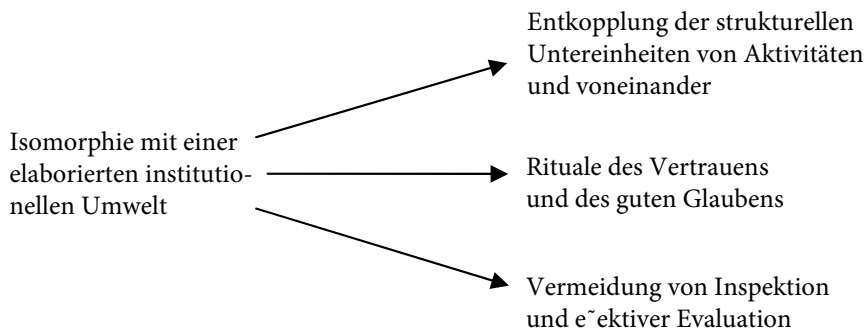 Entkopplung der strukturellen
Untereinheiten von Aktivitäten
und voneinander
Isomorphie mit einer
elaborierten institutio-
nellen Umwelt
Rituale des Vertrauens
und des guten Glaubens
Vermeidung von Inspektion
und e˜ektiver Evaluation